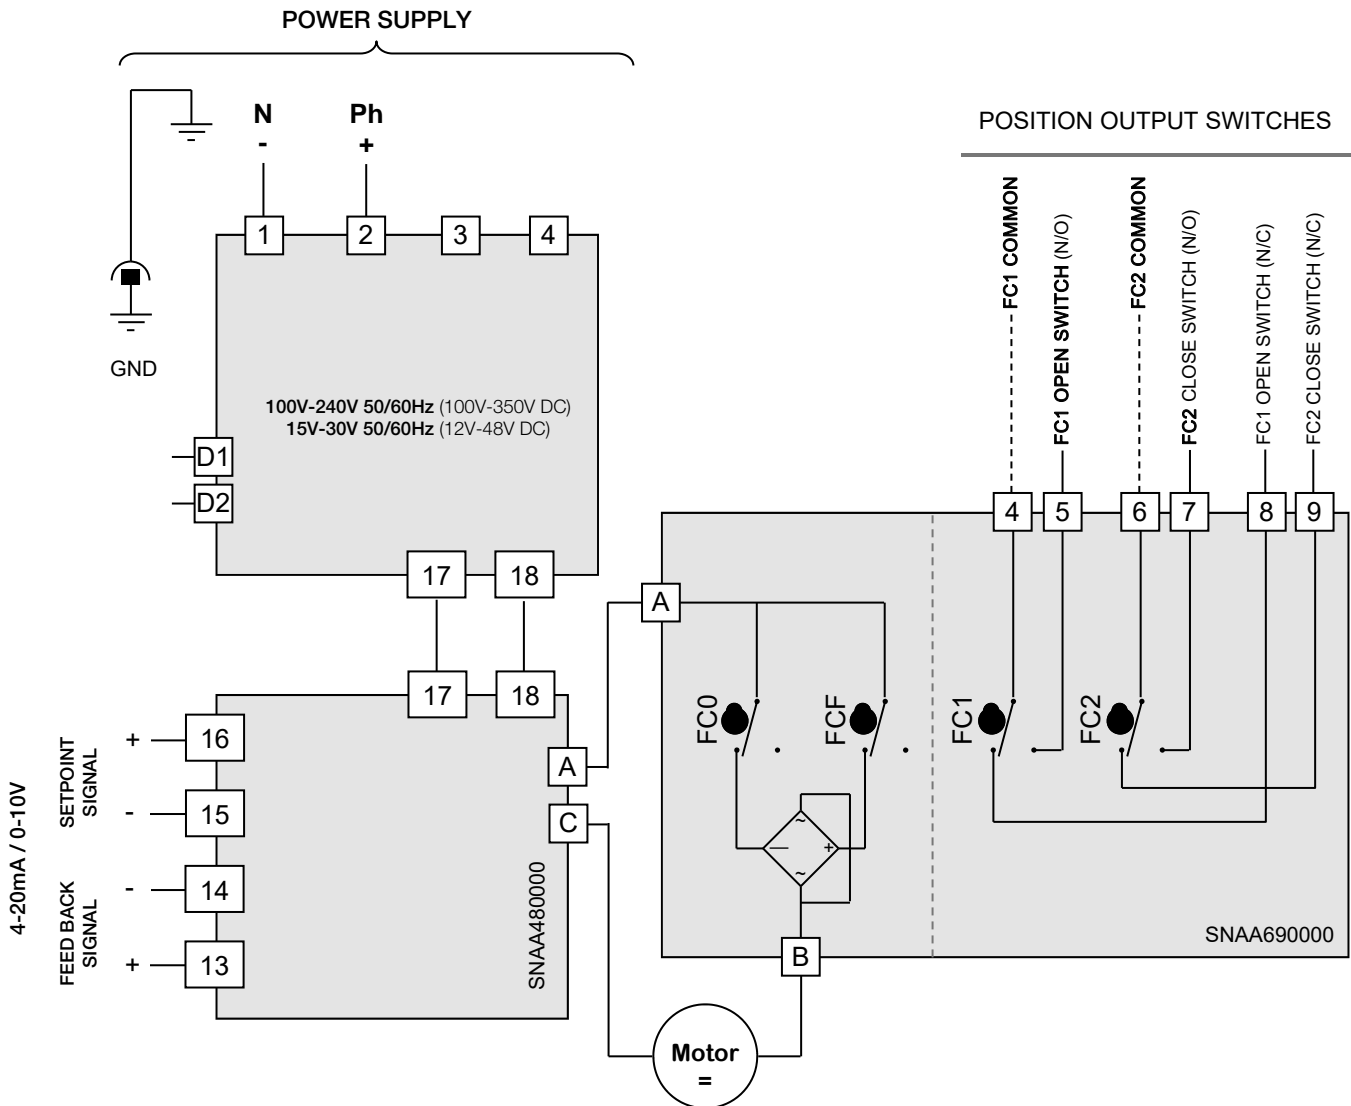 POWER SUPPLY
N
-
Ph
+
1
2
3
4
GND
100V-240V 50/60Hz (100V-350V DC)
15V-30V 50/60Hz (12V-48V DC)
D1
D2
17
18
POSITION OUTPUT SWITCHES
FC1 COMMON
FC1 OPEN SWITCH (N/O)
FC2 COMMON
FC2 CLOSE SWITCH (N/O)
FC1 OPEN SWITCH (N/C)
FC2 CLOSE SWITCH (N/C)
4
5
6
7
8
9
A
FC0
FCF
FC1
FC2
~
—
+
~
B
SNAA690000
17
18
4-20mA / 0-10V
SETPOINT
SIGNAL
+
16
-
15
FEED BACK
SIGNAL
-
14
+
13
A
C
SNAA480000
Motor
=